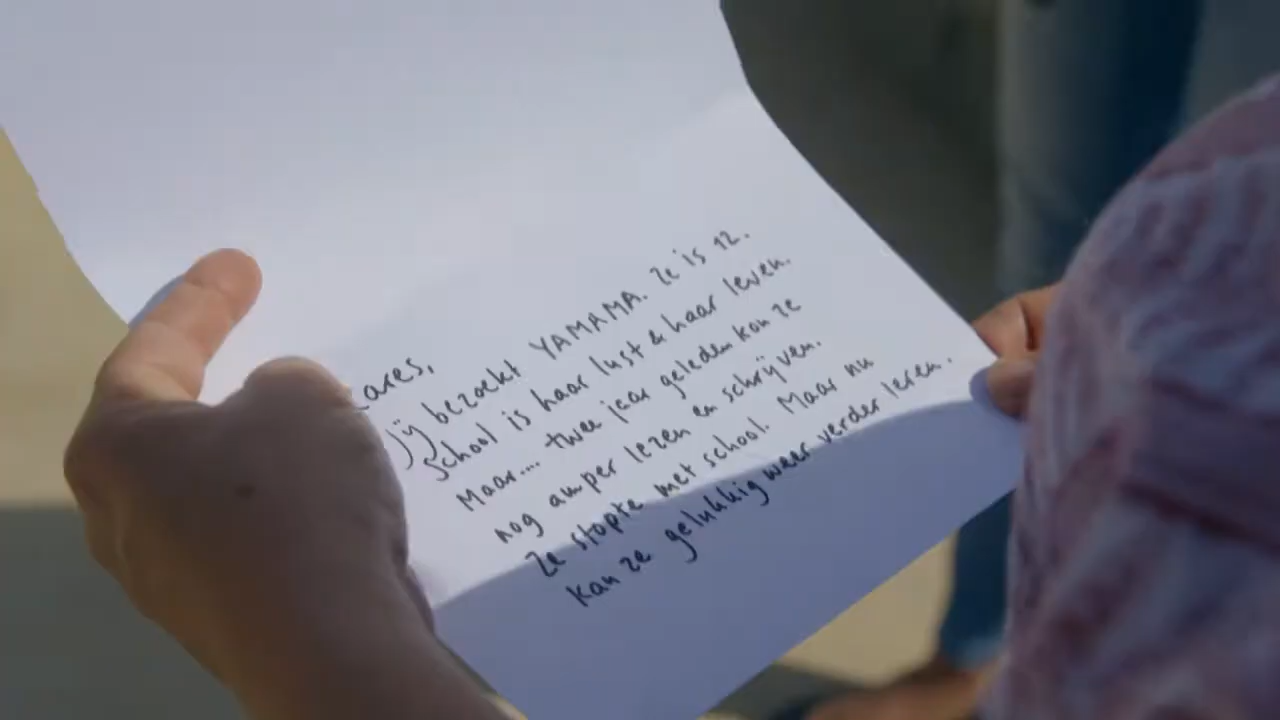 ares,
Jij bezoekt YAMAMA. Ze is 12.
School is haar lust & haar leven.
Maar.... twee jaar geleden kon ze
nog amper lezen en schrijven.
Ze stopte met school. Maar nu
kan ze gelukkig weer verder leren.